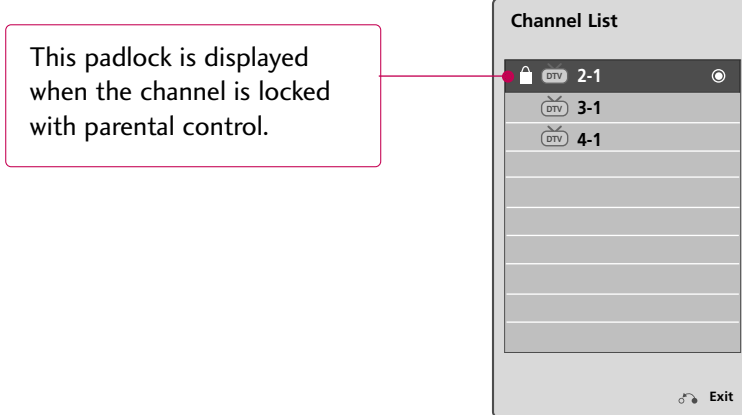 Channel List
This padlock is displayed
when the channel is locked
with parental control.
DTV 2-1
DTV 3-1
DTV 4-1
Exit